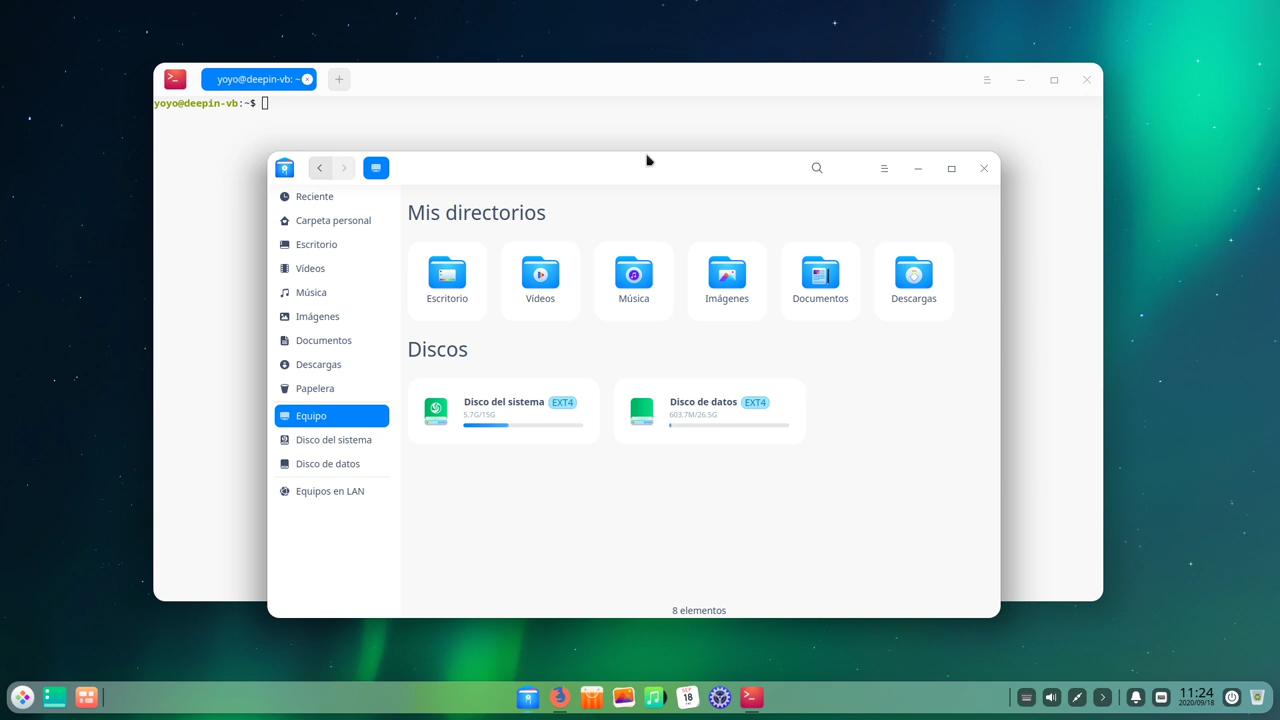 yoyo@deepin-vb: ~
yoyo@deepin-vb:~$
Reciente
Carpeta personal
Escritorio
Vídeos
Música
Imágenes
Documentos
Descargas
Papelera
Equipo
Disco del sistema
Disco de datos
Equipos en LAN
Mis directorios
Escritorio
Vídeos
Música
Imágenes
Documentos
Descargas
Discos
Disco del sistema EXT4
5.7G/15G
Disco de datos EXT4
603.7M/26.5G
8 elementos
SEP
18
11:24
2020/09/18